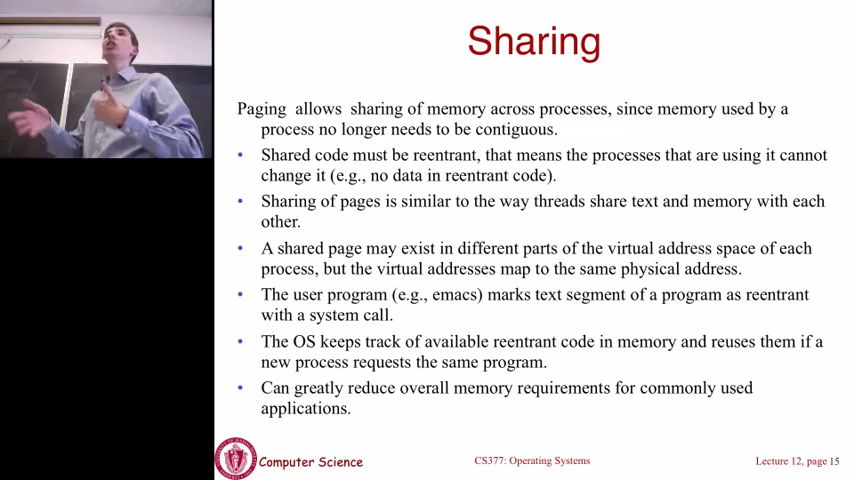 Sharing
Paging allows sharing of memory across processes, since memory used by a
process no longer needs to be contiguous.
• Shared code must be reentrant, that means the processes that are using it cannot
change it (e.g., no data in reentrant code).
• Sharing of pages is similar to the way threads share text and memory with each
other.
• A shared page may exist in different parts of the virtual address space of each
process, but the virtual addresses map to the same physical address.
• The user program (e.g., emacs) marks text segment of a program as reentrant
with a system call.
• The OS keeps track of available reentrant code in memory and reuses them if a
new process requests the same program.
• Can greatly reduce overall memory requirements for commonly used
applications.
Computer Science
CS377: Operating Systems
Lecture 12, page 15